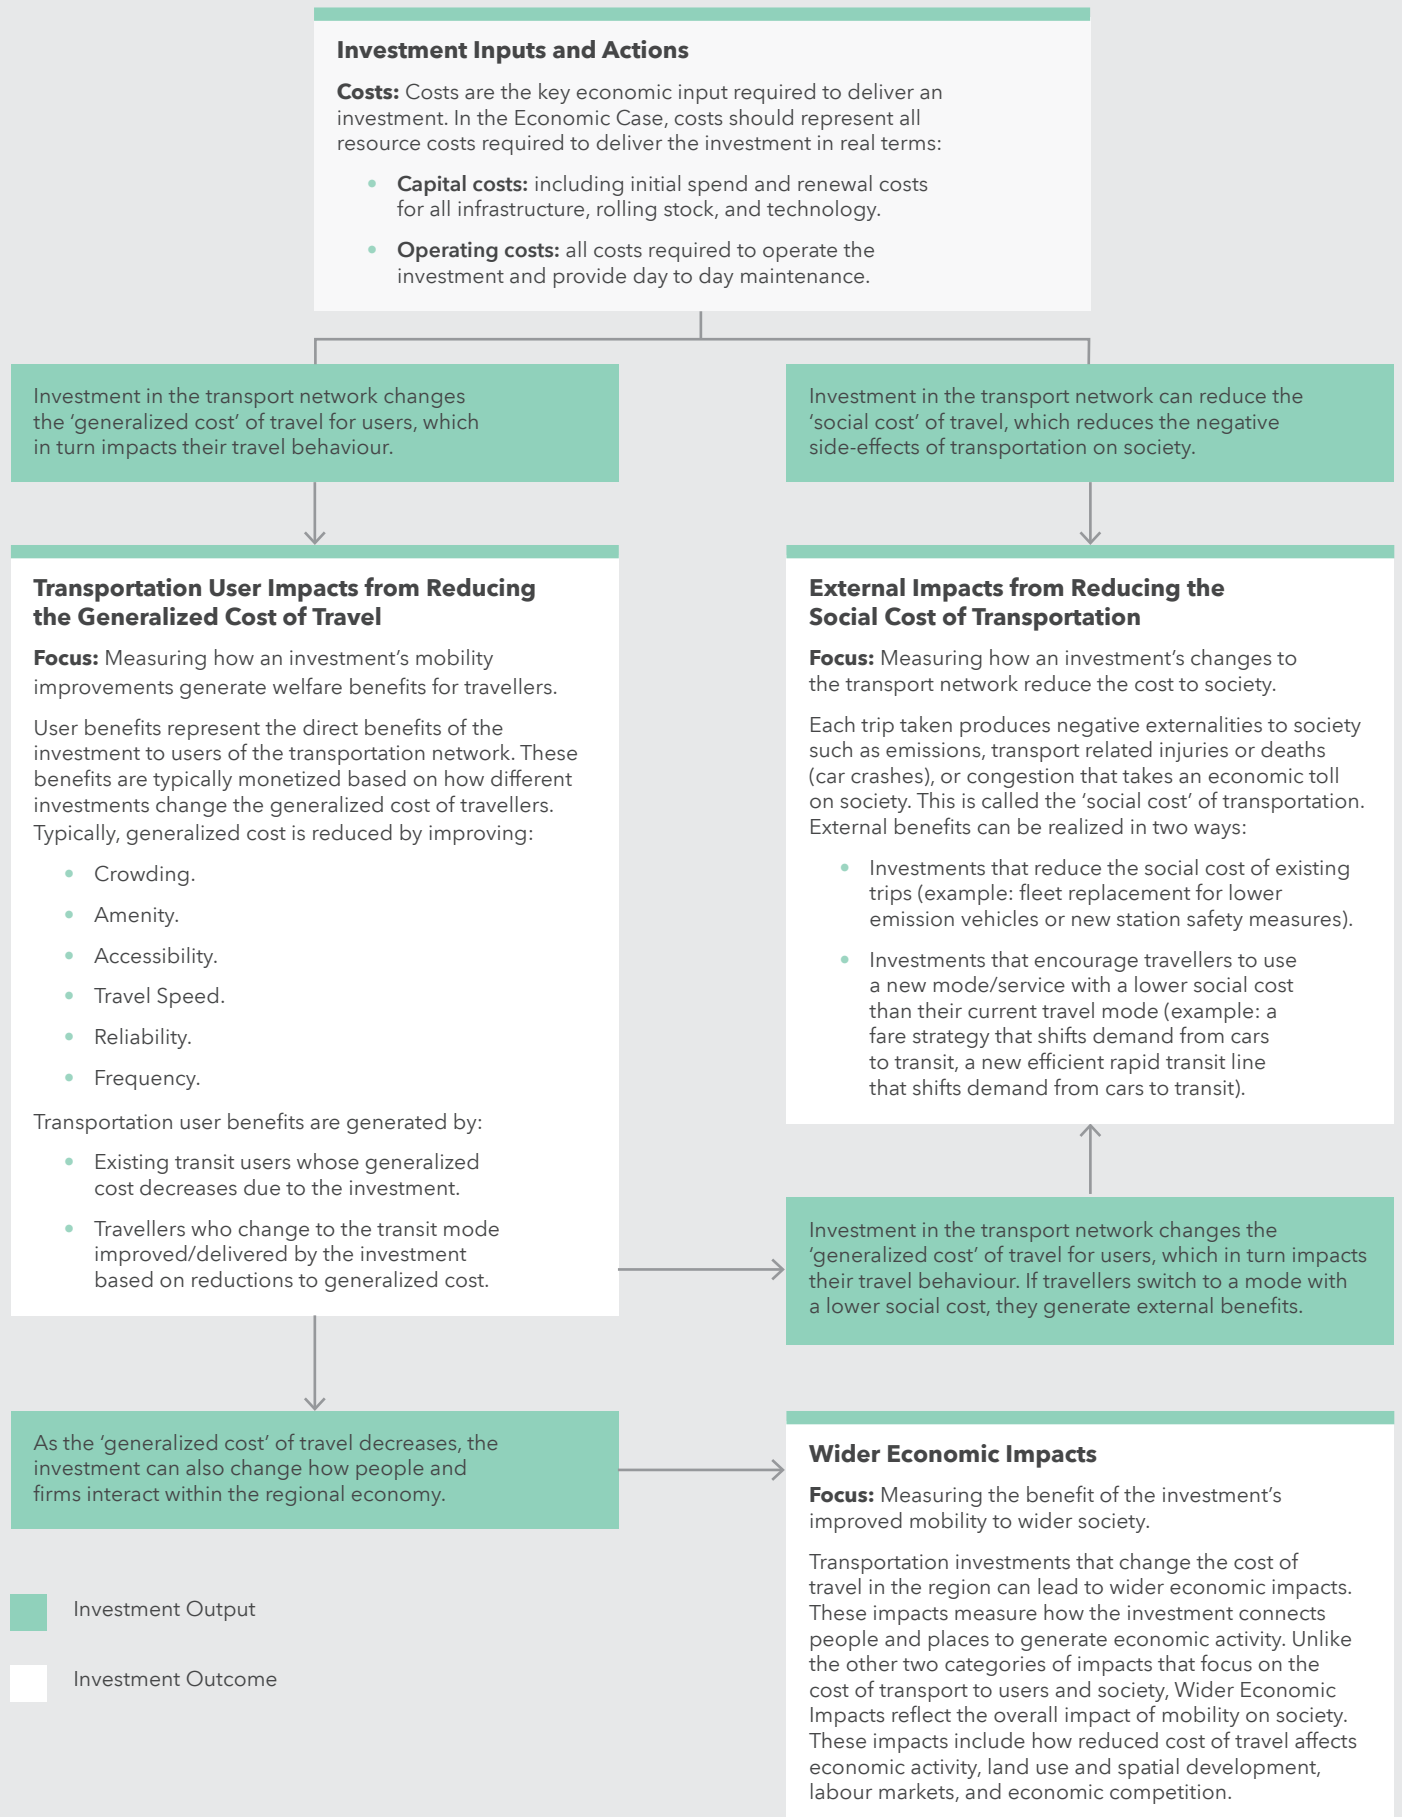 Investment Inputs and Actions
Costs: Costs are the key economic input required to deliver an
investment. In the Economic Case, costs should represent all
resource costs required to deliver the investment in real terms:
• Capital costs: including initial spend and renewal costs
for all infrastructure, rolling stock, and technology.
• Operating costs: all costs required to operate the
investment and provide day to day maintenance.
Investment in the transport network changes
the ‘generalized cost’ of travel for users, which
in turn impacts their travel behaviour.
Investment in the transport network can reduce the
‘social cost’ of travel, which reduces the negative
side-effects of transportation on society.
Transportation User Impacts from Reducing
the Generalized Cost of Travel
Focus: Measuring how an investment’s mobility
improvements generate welfare benefits for travellers.
User benefits represent the direct benefits of the
investment to users of the transportation network. These
benefits are typically monetized based on how different
investments change the generalized cost of travellers.
Typically, generalized cost is reduced by improving:
• Crowding.
• Amenity.
• Accessibility.
• Travel Speed.
• Reliability.
• Frequency.
Transportation user benefits are generated by:
• Existing transit users whose generalized
cost decreases due to the investment.
• Travellers who change to the transit mode
improved/delivered by the investment
based on reductions to generalized cost.
External Impacts from Reducing the
Social Cost of Transportation
Focus: Measuring how an investment’s changes to
the transport network reduce the cost to society.
Each trip taken produces negative externalities to society
such as emissions, transport related injuries or deaths
(car crashes), or congestion that takes an economic toll
on society. This is called the ‘social cost’ of transportation.
External benefits can be realized in two ways:
• Investments that reduce the social cost of existing
trips (example: fleet replacement for lower
emission vehicles or new station safety measures).
• Investments that encourage travellers to use
a new mode/service with a lower social cost
than their current travel mode (example: a
fare strategy that shifts demand from cars
to transit, a new efficient rapid transit line
that shifts demand from cars to transit).
Investment in the transport network changes the
‘generalized cost’ of travel for users, which in turn impacts
their travel behaviour. If travellers switch to a mode with
a lower social cost, they generate external benefits.
As the ‘generalized cost’ of travel decreases, the
investment can also change how people and
firms interact within the regional economy.
Wider Economic Impacts
Focus: Measuring the benefit of the investment’s
improved mobility to wider society.
Transportation investments that change the cost of
travel in the region can lead to wider economic impacts.
These impacts measure how the investment connects
people and places to generate economic activity. Unlike
the other two categories of impacts that focus on the
cost of transport to users and society, Wider Economic
Impacts reflect the overall impact of mobility on society.
These impacts include how reduced cost of travel affects
economic activity, land use and spatial development,
labour markets, and economic competition.
Investment Output
Investment Outcome